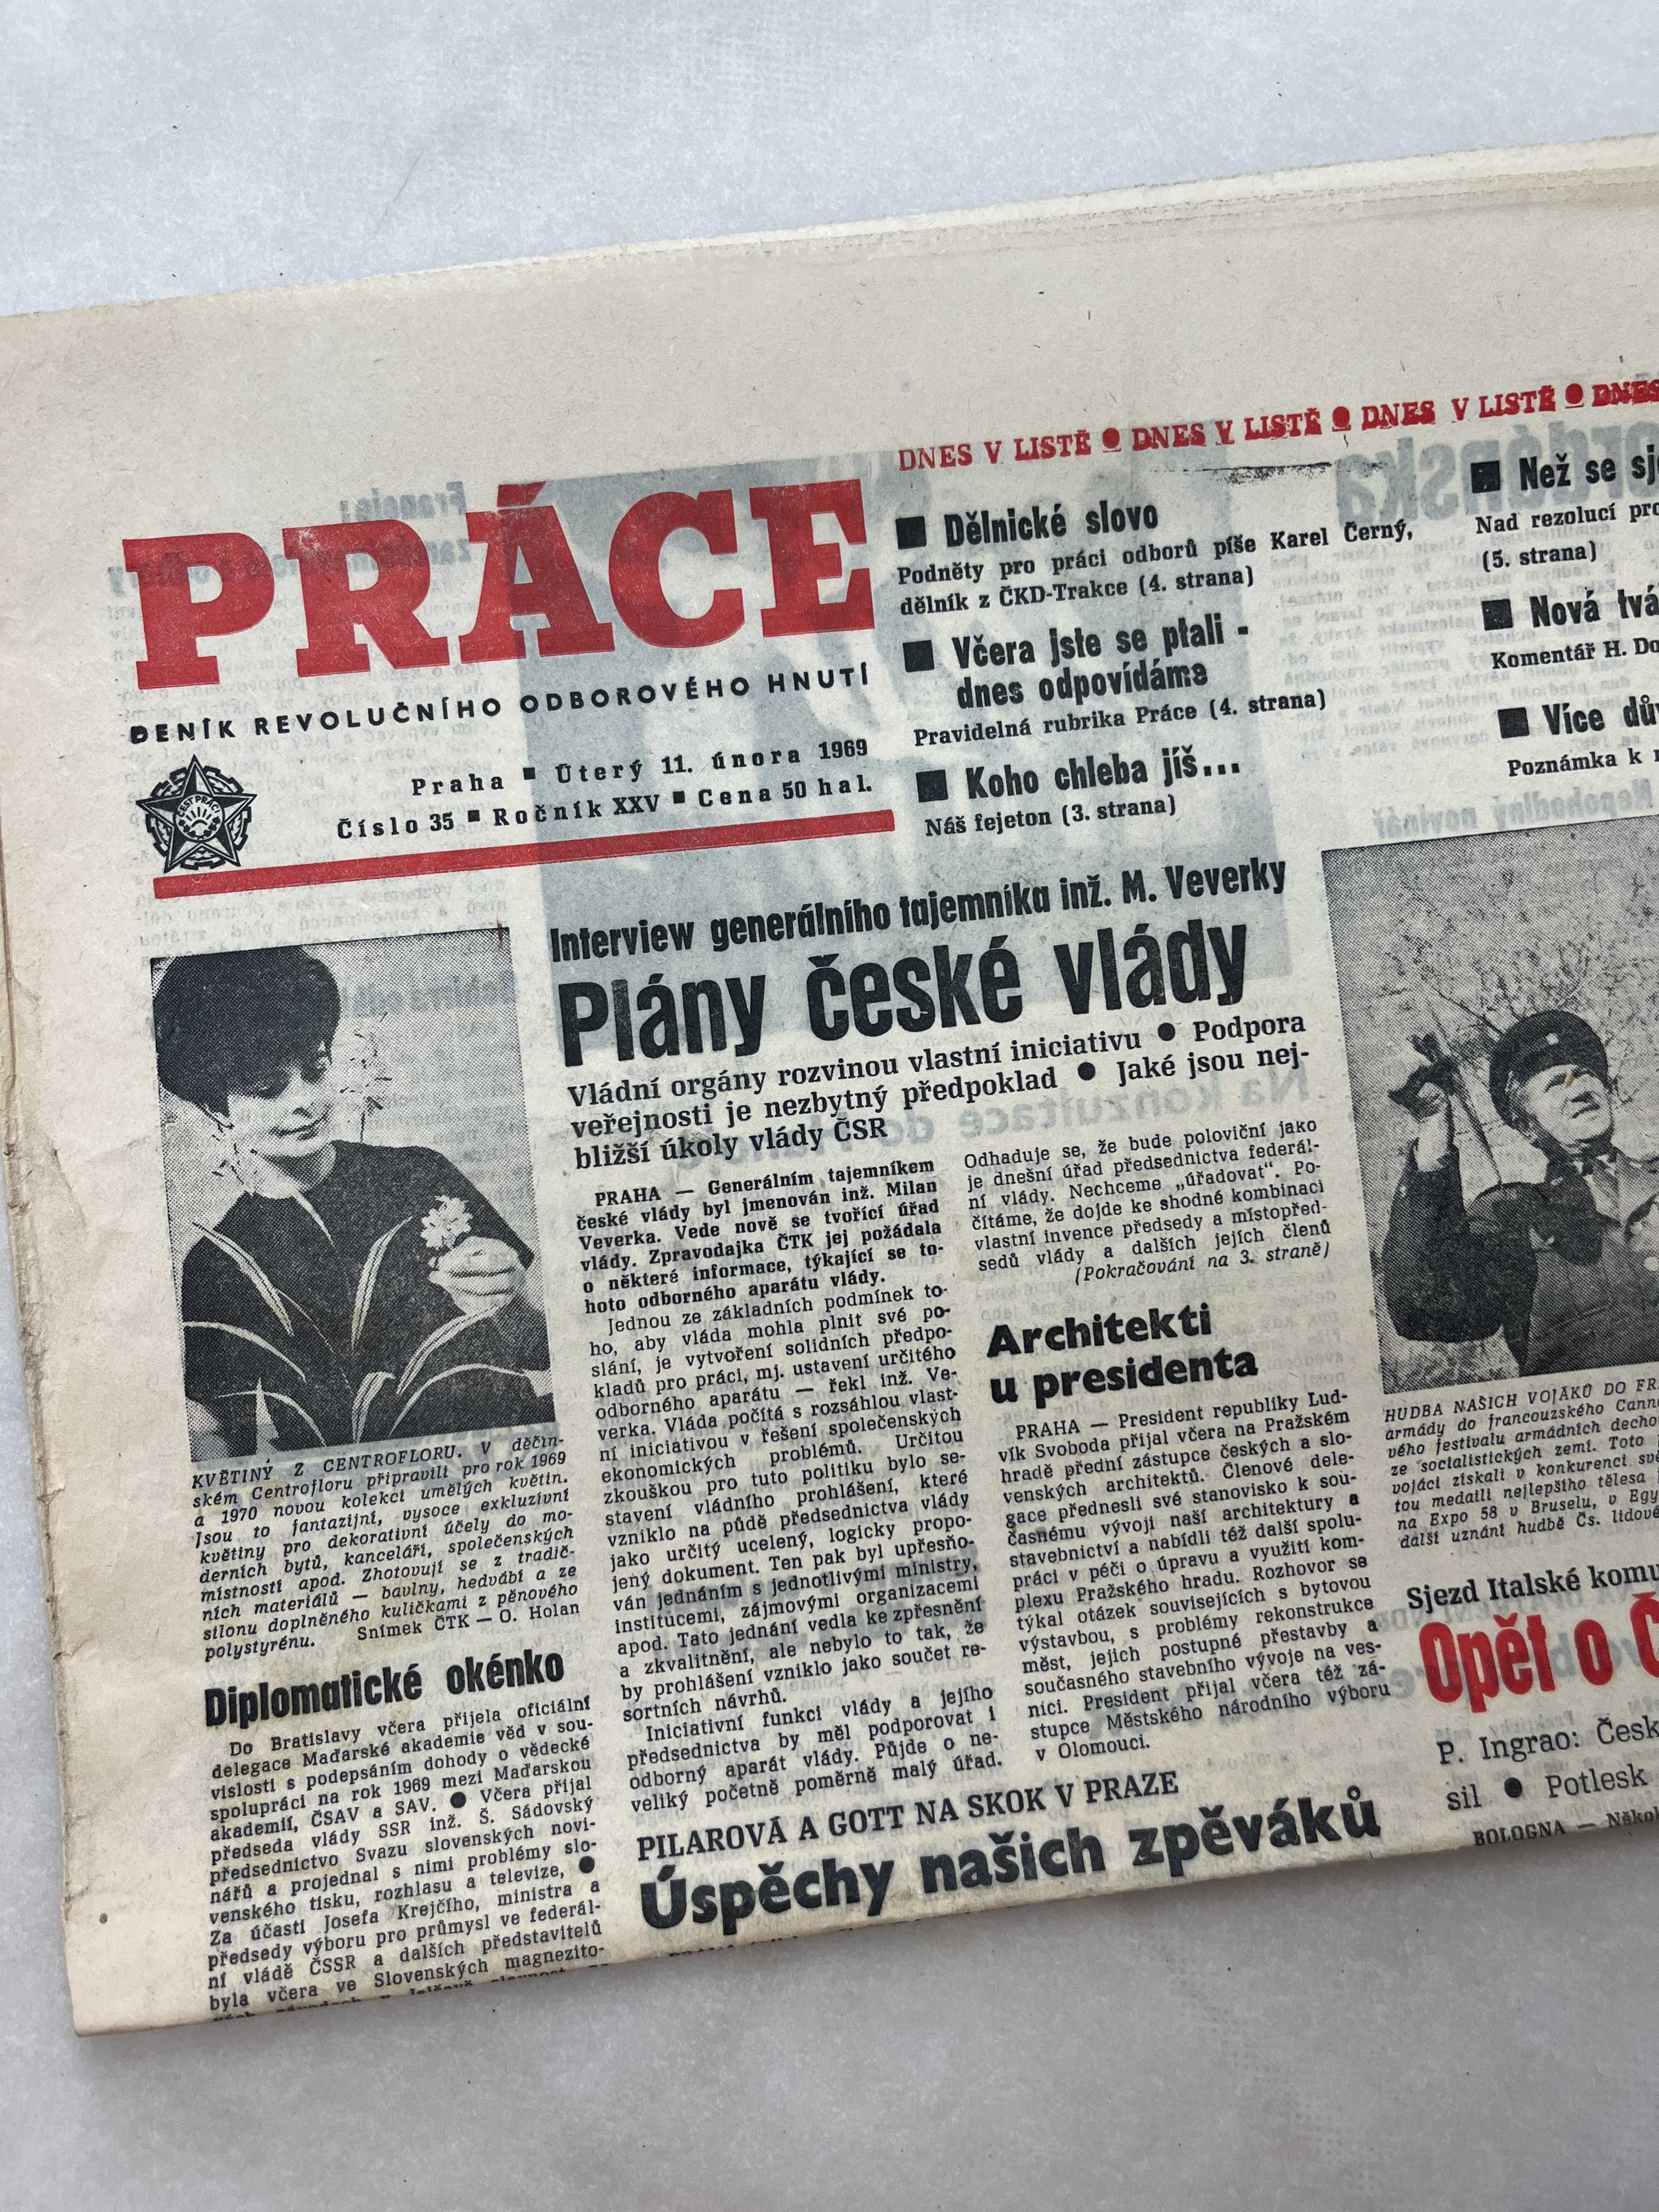 DNES V LISTĚ ● DNES V LISTĚ ● DNES V LISTĚ ● DNES
PRÁCE
DENÍK REVOLUČNÍHO ODBOROVÉHO HNUTÍ
ČEST PRÁCI
Praha ■ Úterý 11. února 1969
Číslo 35 ■ Ročník XXV ■ Cena 50 hal.
■ Dělnické slovo
Podněty pro práci odborů píše Karel Černý,
dělník z ČKD-Trakce (4. strana)
■ Včera jste se ptali -
dnes odpovídáme
Pravidelná rubrika Práce (4. strana)
■ Koho chleba jíš...
Náš fejeton (3. strana)
■ Než se
Nad rezolucí
(5. strana)
■ Nová
Komentář H.
■ Více
Poznámka k
KVĚTINY Z CENTROFLORU. V děčín-
ském Centrofloru připravili pro rok 1969
a 1970 novou kolekci umělých květin.
Jsou to fantazijní, vysoce exkluzivní
květiny pro dekorativní účely do mo-
derních bytů, kanceláří, společenských
místností apod. Zhotovují se z tradič-
ních materiálů — bavlny, hedvábí a ze
silonu doplněného kuličkami z pěnového
polystyrénu. Snímek ČTK — O. Holan
Diplomatické okénko
Do Bratislavy včera přijela oficiální
delegace Maďarské akademie věd v sou-
vislosti s podepsáním dohody o vědecké
spolupráci na rok 1969 mezi Maďarskou
akademií, ČSAV a SAV. ● Včera přijal
předseda vlády SSR inž. Š. Sádovský
předsednictvo Svazu slovenských novi-
nářů a projednal s nimi problémy slo-
venského tisku, rozhlasu a televize, ●
Za účasti Josefa Krejčího, ministra a
předsedy výboru pro průmysl ve federál-
ní vládě ČSSR a dalších představitelů
byla včera ve Slovenských magnezito-
Interview generálního tajemníka inž. M. Veverky
Plány české vlády
Vládní orgány rozvinou vlastní iniciativu ● Podpora
veřejnosti je nezbytný předpoklad ● Jaké jsou nej-
bližší úkoly vlády ČSR
PRAHA — Generálním tajemníkem
české vlády byl jmenován inž. Milan
Veverka. Vede nově se tvořící úřad
vlády. Zpravodajka ČTK jej požádala
o některé informace, týkající se to-
hoto odborného aparátu vlády.
Jednou ze základních podmínek to-
ho, aby vláda mohla plnit své po-
slání, je vytvoření solidních předpo-
kladů pro práci, mj. ustavení určitého
odborného aparátu — řekl inž. Ve-
verka. Vláda počítá s rozsáhlou vlast-
ní iniciativou v řešení společenských
ekonomických problémů. Určitou
zkouškou pro tuto politiku bylo se-
stavení vládního prohlášení, které
vzniklo na půdě předsednictva vlády
jako určitý ucelený, logicky propo-
jený dokument. Ten pak byl upřesňo-
ván jednáním s jednotlivými ministry,
institucemi, zájmovými organizacemi
apod. Tato jednání vedla ke zpřesnění
a zkvalitnění, ale nebylo to tak, že
by prohlášení vzniklo jako součet re-
sortních návrhů.
Iniciativní funkci vlády a jejího
předsednictva by měl podporovat i
odborný aparát vlády. Půjde o ne-
veliký početně poměrně malý úřad.
Odhaduje se, že bude poloviční jako
je dnešní úřad předsednictva federál-
ní vlády. Nechceme „úřadovat“. Po-
čítáme, že dojde ke shodné kombinaci
vlastní invence předsedy a místopřed-
sedů vlády a dalších jejích členů
(Pokračování na 3. straně)
Architekti
u presidenta
PRAHA — President republiky Lud-
vík Svoboda přijal včera na Pražském
hradě přední zástupce českých a slo-
venských architektů. Členové dele-
gace přednesli své stanovisko k sou-
časnému vývoji naší architektury a
stavebnictví a nabídli též další spolu-
práci v péči o úpravu a využití kom-
plexu Pražského hradu. Rozhovor se
týkal otázek souvisejících s bytovou
výstavbou, s problémy rekonstrukce
měst, jejich postupné přestavby a
současného stavebního vývoje na ves-
nici. President přijal včera též zá-
stupce Městského národního výboru
v Olomouci.
PILAROVÁ A GOTT NA SKOK V PRAZE
Úspěchy našich zpěváků
HUDBA NAŠICH VOJÁKŮ DO
armády do francouzského
vého festivalu armádních
ze socialistických zemí. Toto
vojáci získali v konkurenci
tou medaili nejlepšího tělesa
na Expo 58 v Bruselu, v
další uznání hudbě Čs.
Sjezd Italské
Opět o
P. Ingrao:
sil ● Potlesk
BOLOGNA —